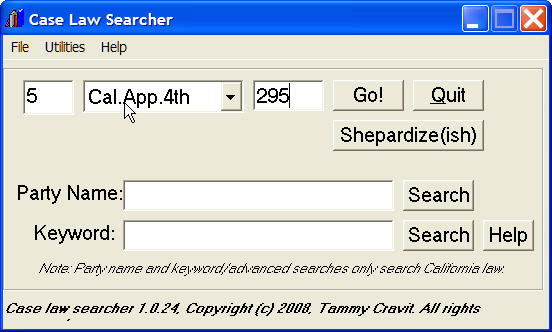 Case Law Searcher
File Utilities Help
5 Cal.App.4th 295 Go! Quit
Shepardize(ish)
Party Name: Search
Keyword: Search Help
Note: Party name and keyword/advanced searches only search California law.
Case law searcher 1.0.24, Copyright (c) 2008, Tammy Cravit. All rights